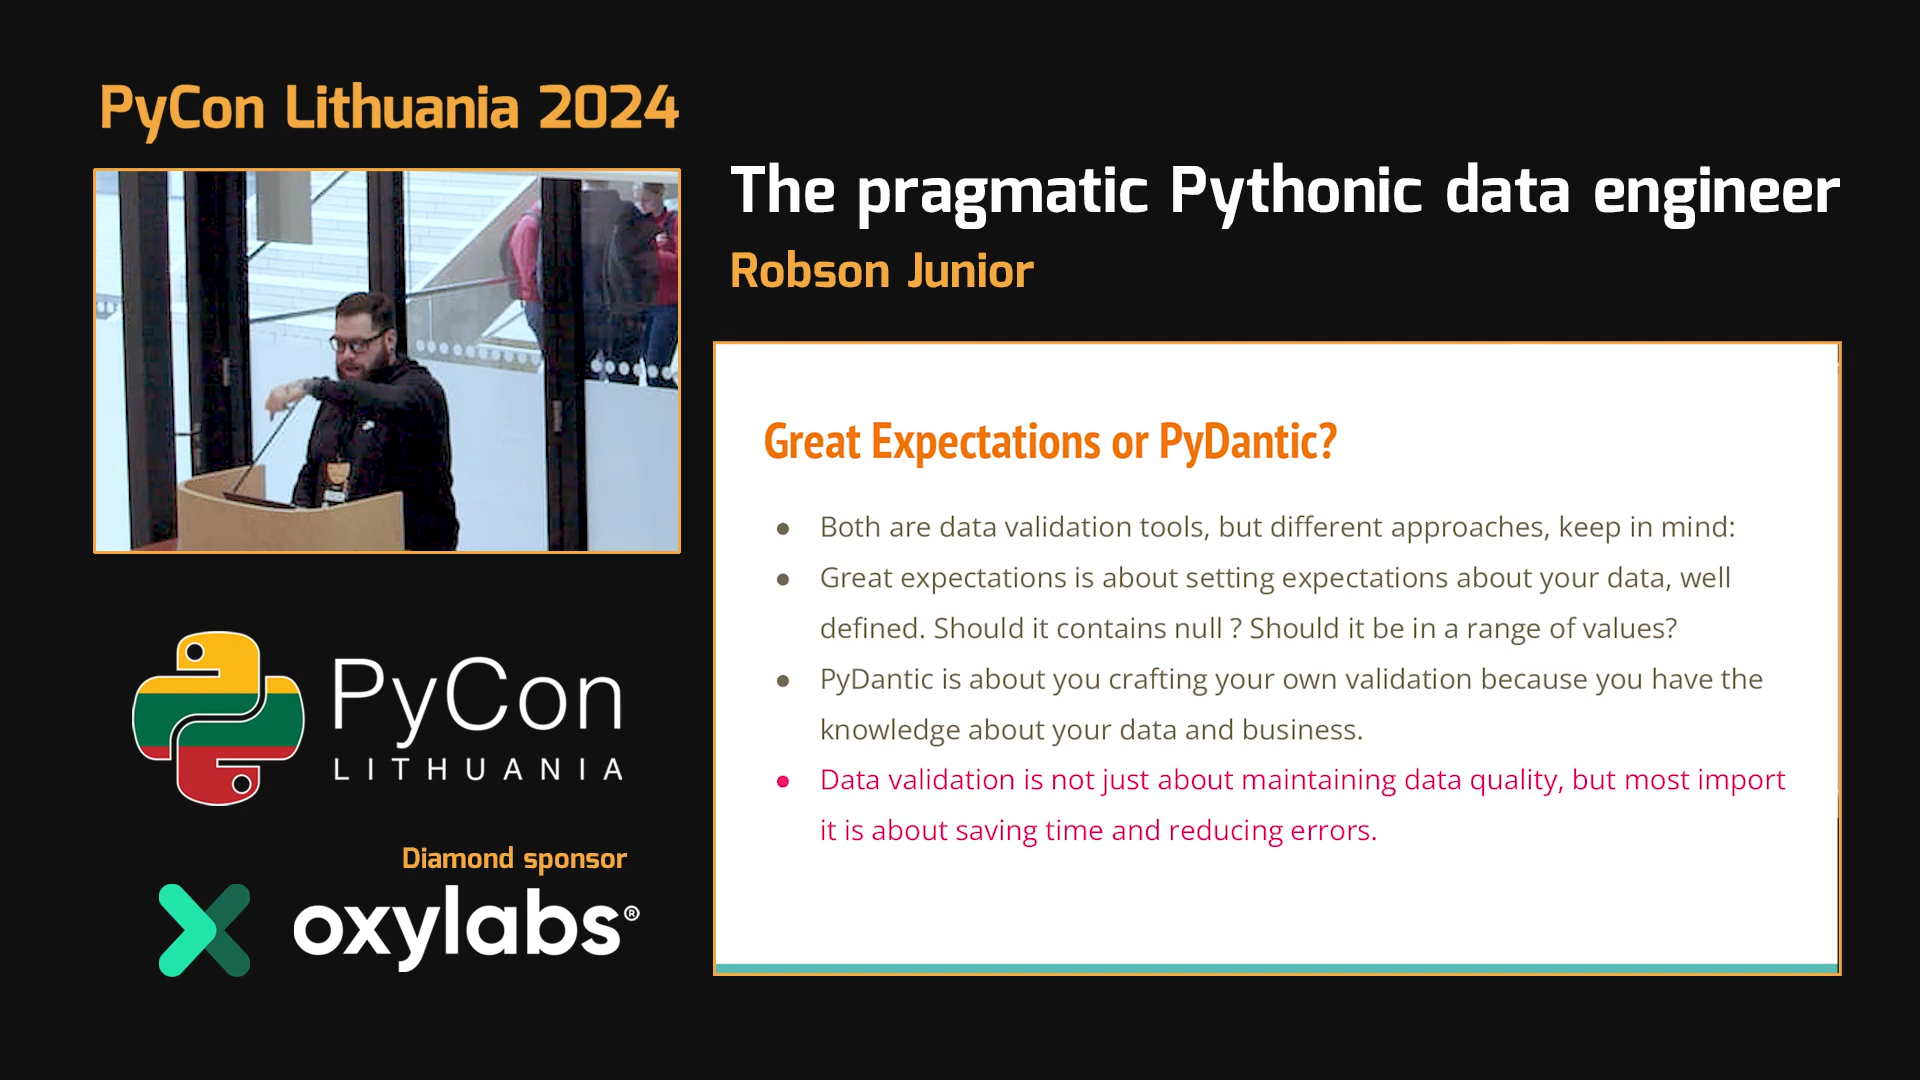 PyCon Lithuania 2024
The pragmatic Pythonic data engineer
Robson Junior
Great Expectations or PyDantic?
● Both are data validation tools, but different approaches, keep in mind:
● Great expectations is about setting expectations about your data, well
defined. Should it contains null ? Should it be in a range of values?
● PyDantic is about you crafting your own validation because you have the
knowledge about your data and business.
● Data validation is not just about maintaining data quality, but most import
it is about saving time and reducing errors.
PyCon
LITHUANIA
Diamond sponsor
oxylabs®